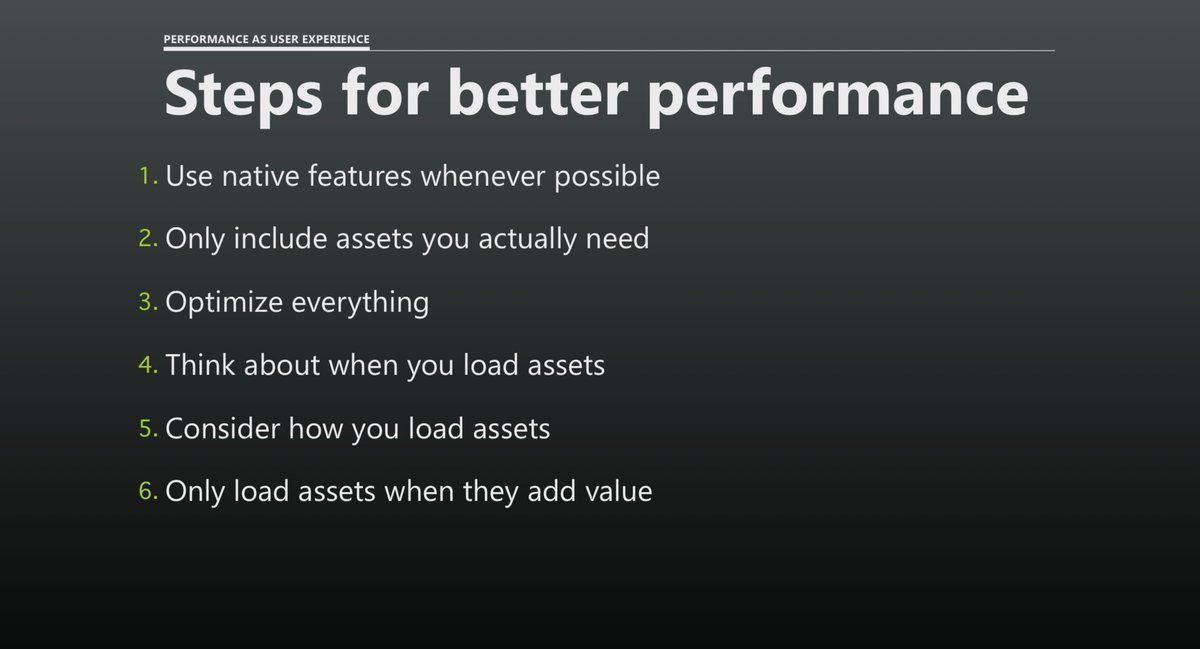 PERFORMANCE AS USER EXPERIENCE
Steps for better performance
1. Use native features whenever possible
2. Only include assets you actually need
3. Optimize everything
4. Think about when you load assets
5. Consider how you load assets
6. Only load assets when they add value